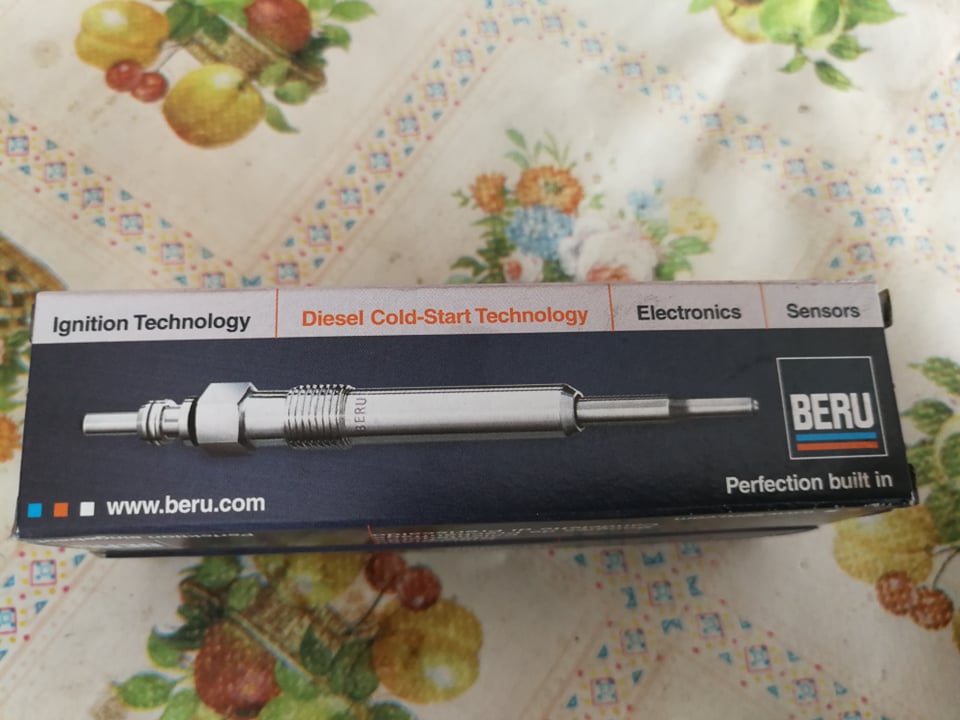 Ignition Technology
Diesel Cold-Start Technology
Electronics
Sensors
BERU
BERU
Perfection built in
www.beru.com